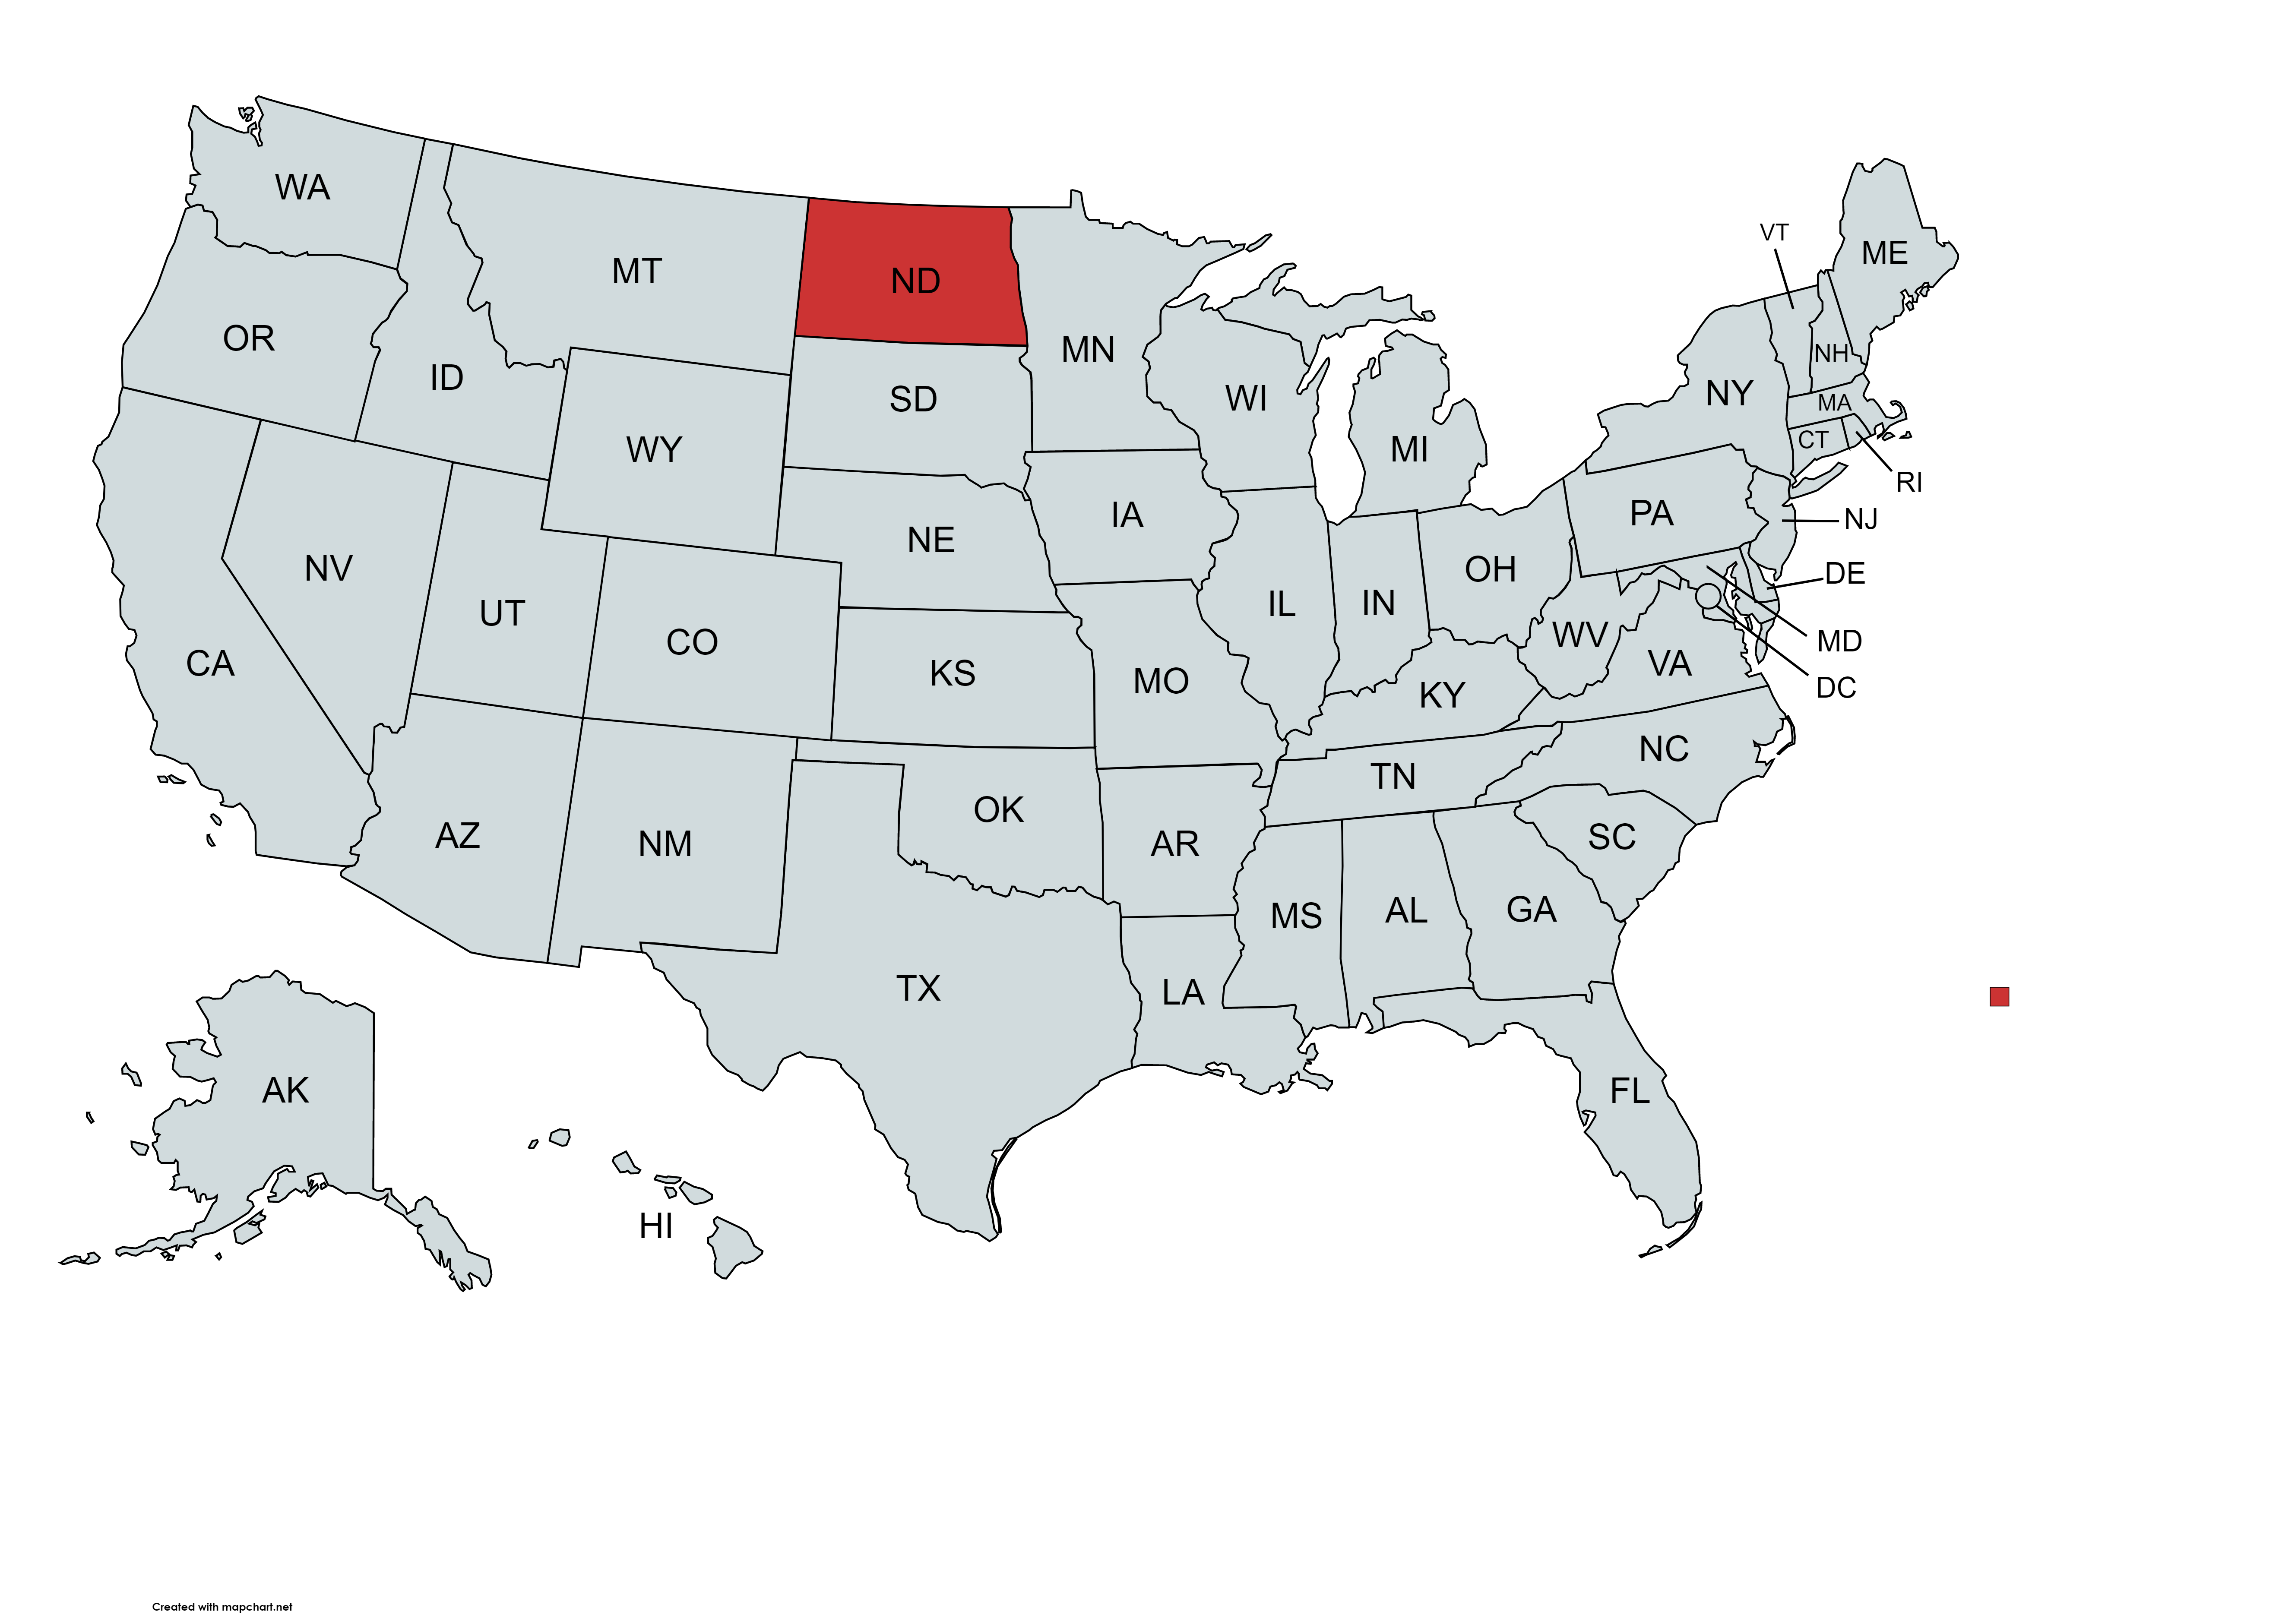 WA
VT
ME
MT
ND
OR
MN
NH
ID
NY
SD
WI
MA
WY
MI
CT
RI
PA
IA
NJ
NE
NV
OH
DE
UT
IL
IN
CO
WV
MD
CA
KS
VA
MO
KY
DC
NC
TN
OK
AZ
NM
AR
SC
MS
AL
GA
TX
LA
AK
FL
HI
Created with mapchart.net